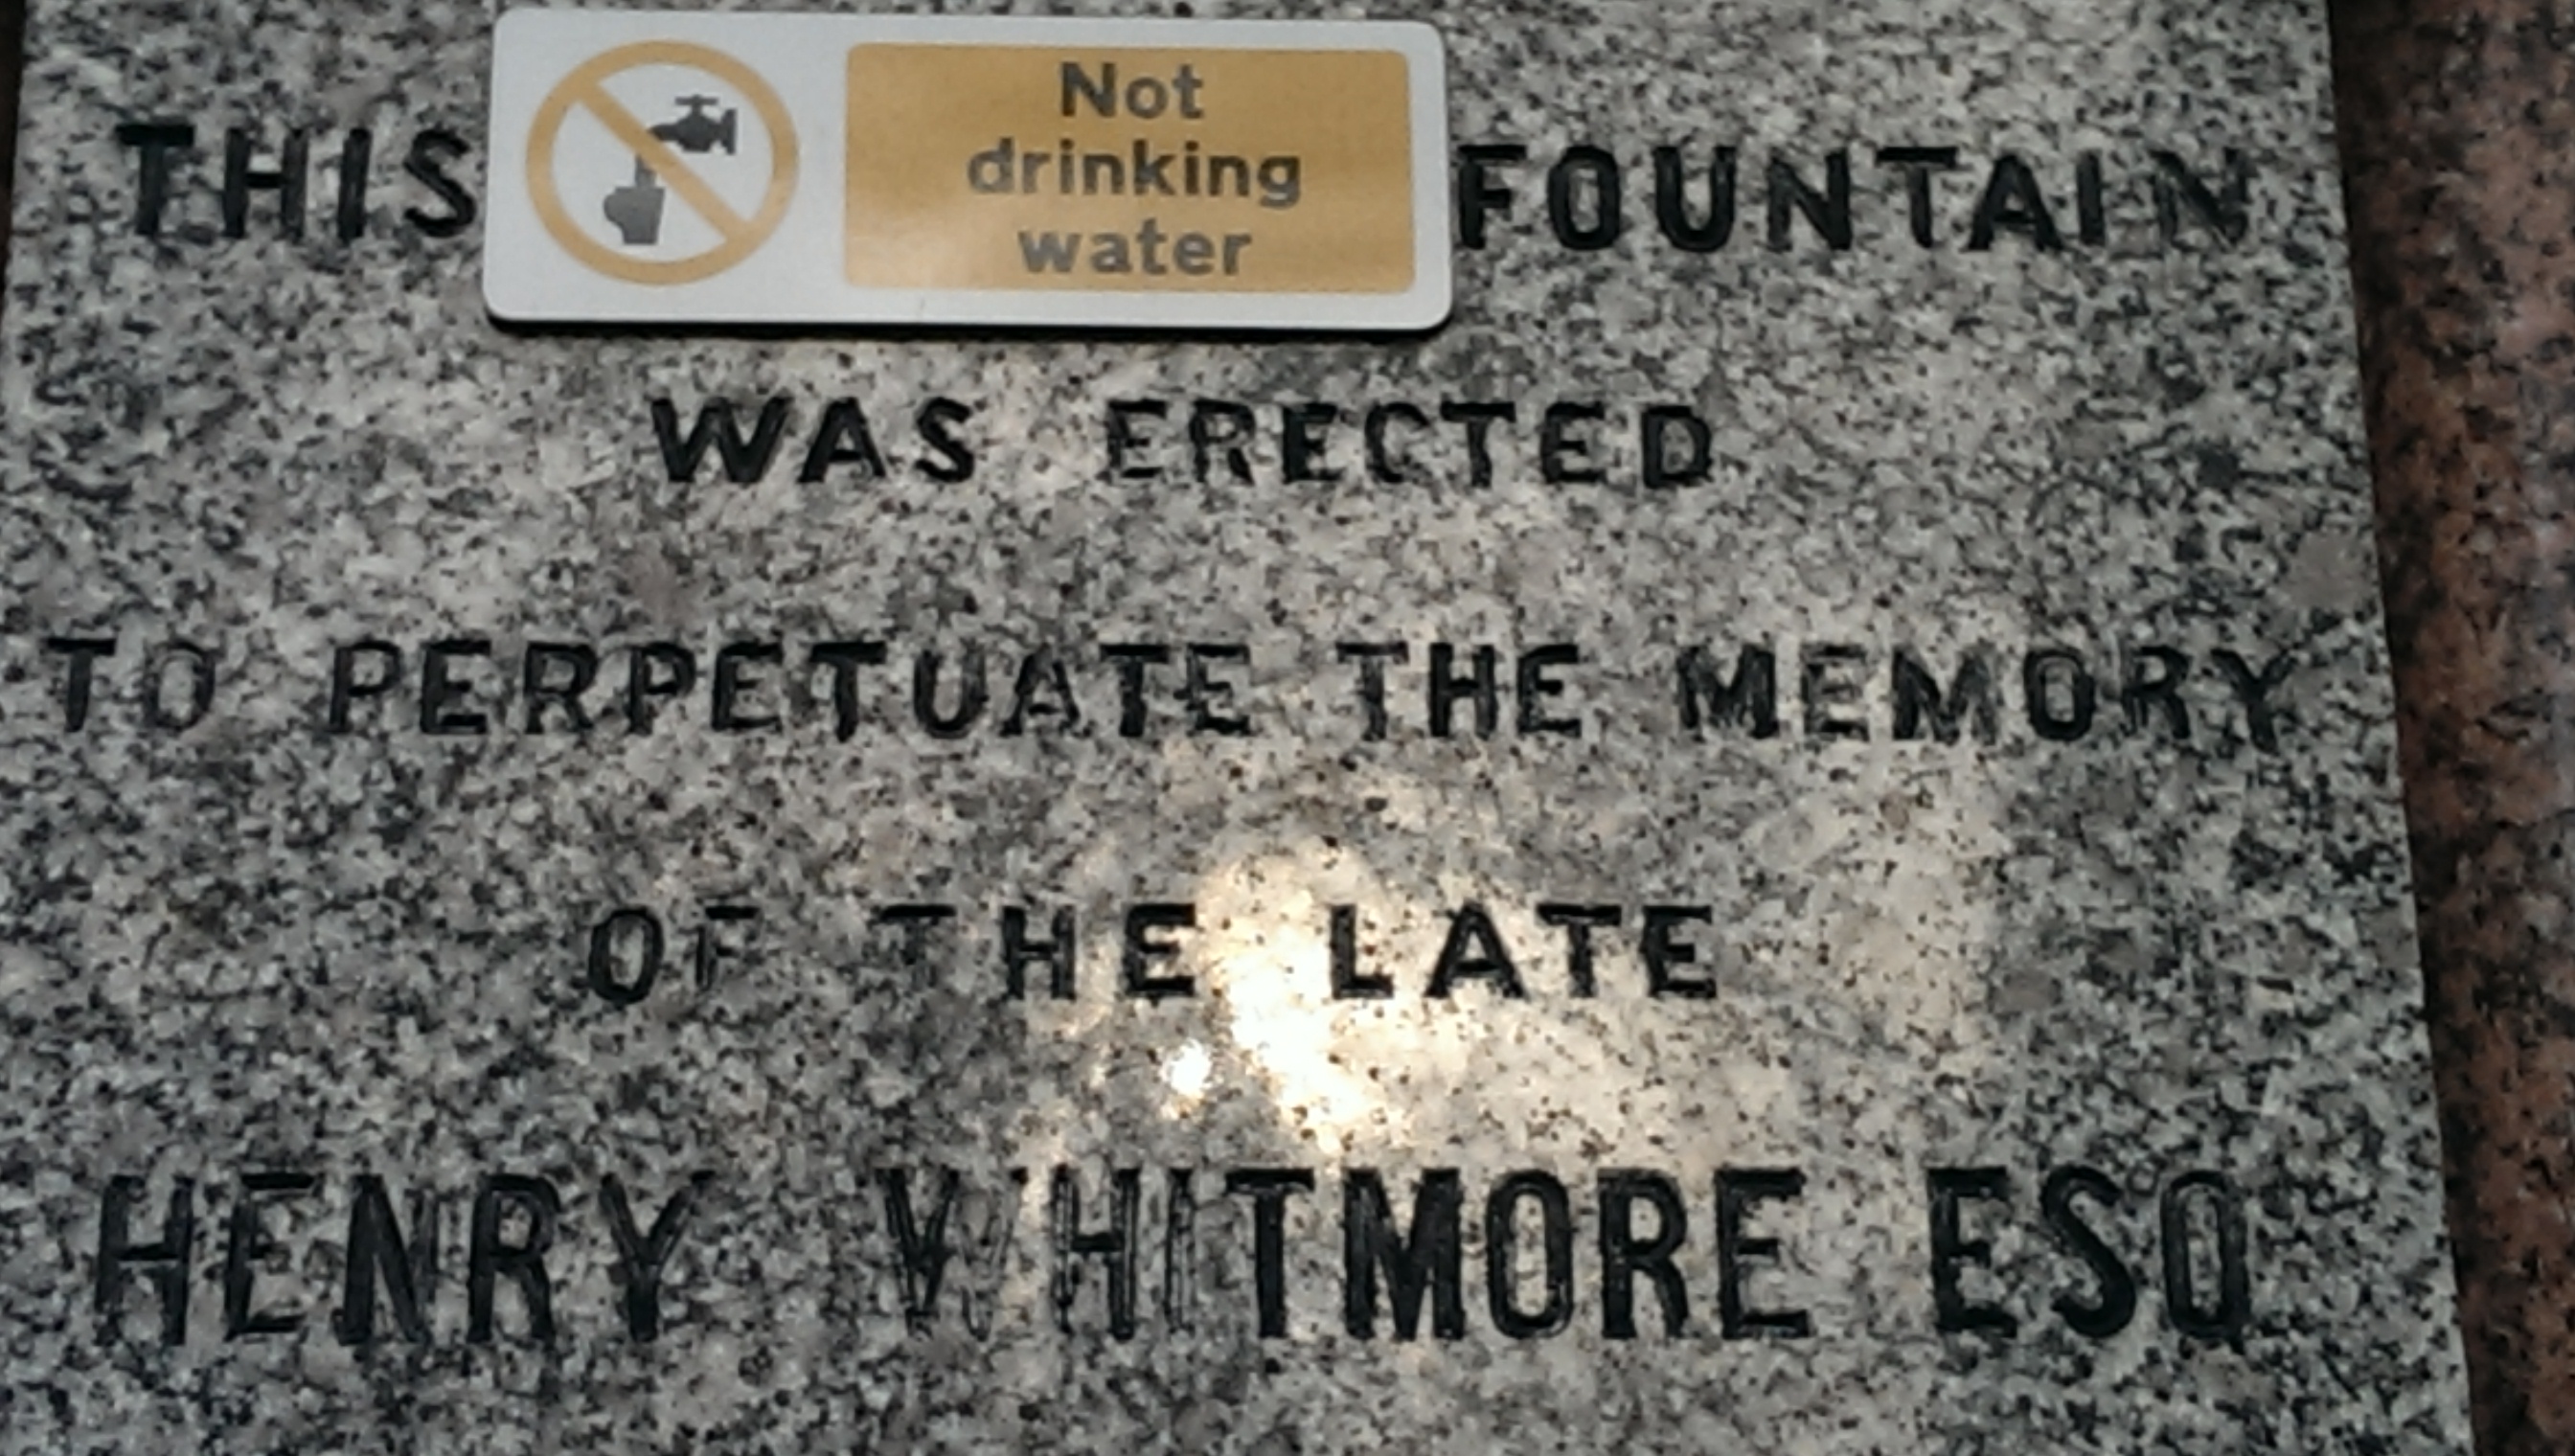 Not
drinking
water
THIS FOUNTAIN
WAS ERECTED
TO PERPETUATE THE MEMORY
OF THE LATE
HENRY WHITMORE ESQ